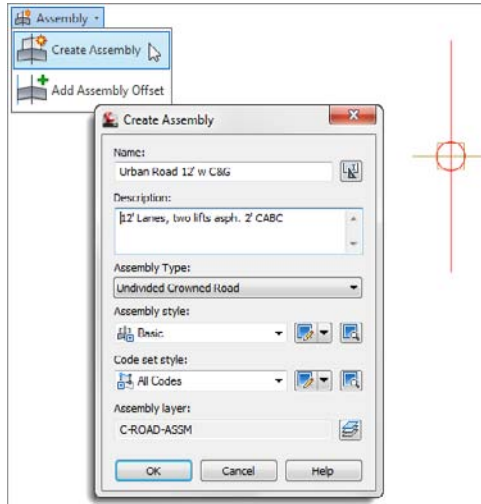 Assembly
Create Assembly
Add Assembly Offset
Create Assembly
Name:
Urban Road 12' w C&G
Description:
12' Lanes, two lifts asph. 2' CABC
Assembly Type:
Undivided Crowned Road
Assembly style:
Basic
Code set style:
All Codes
Assembly layer:
C-ROAD-ASSM
OK Cancel Help